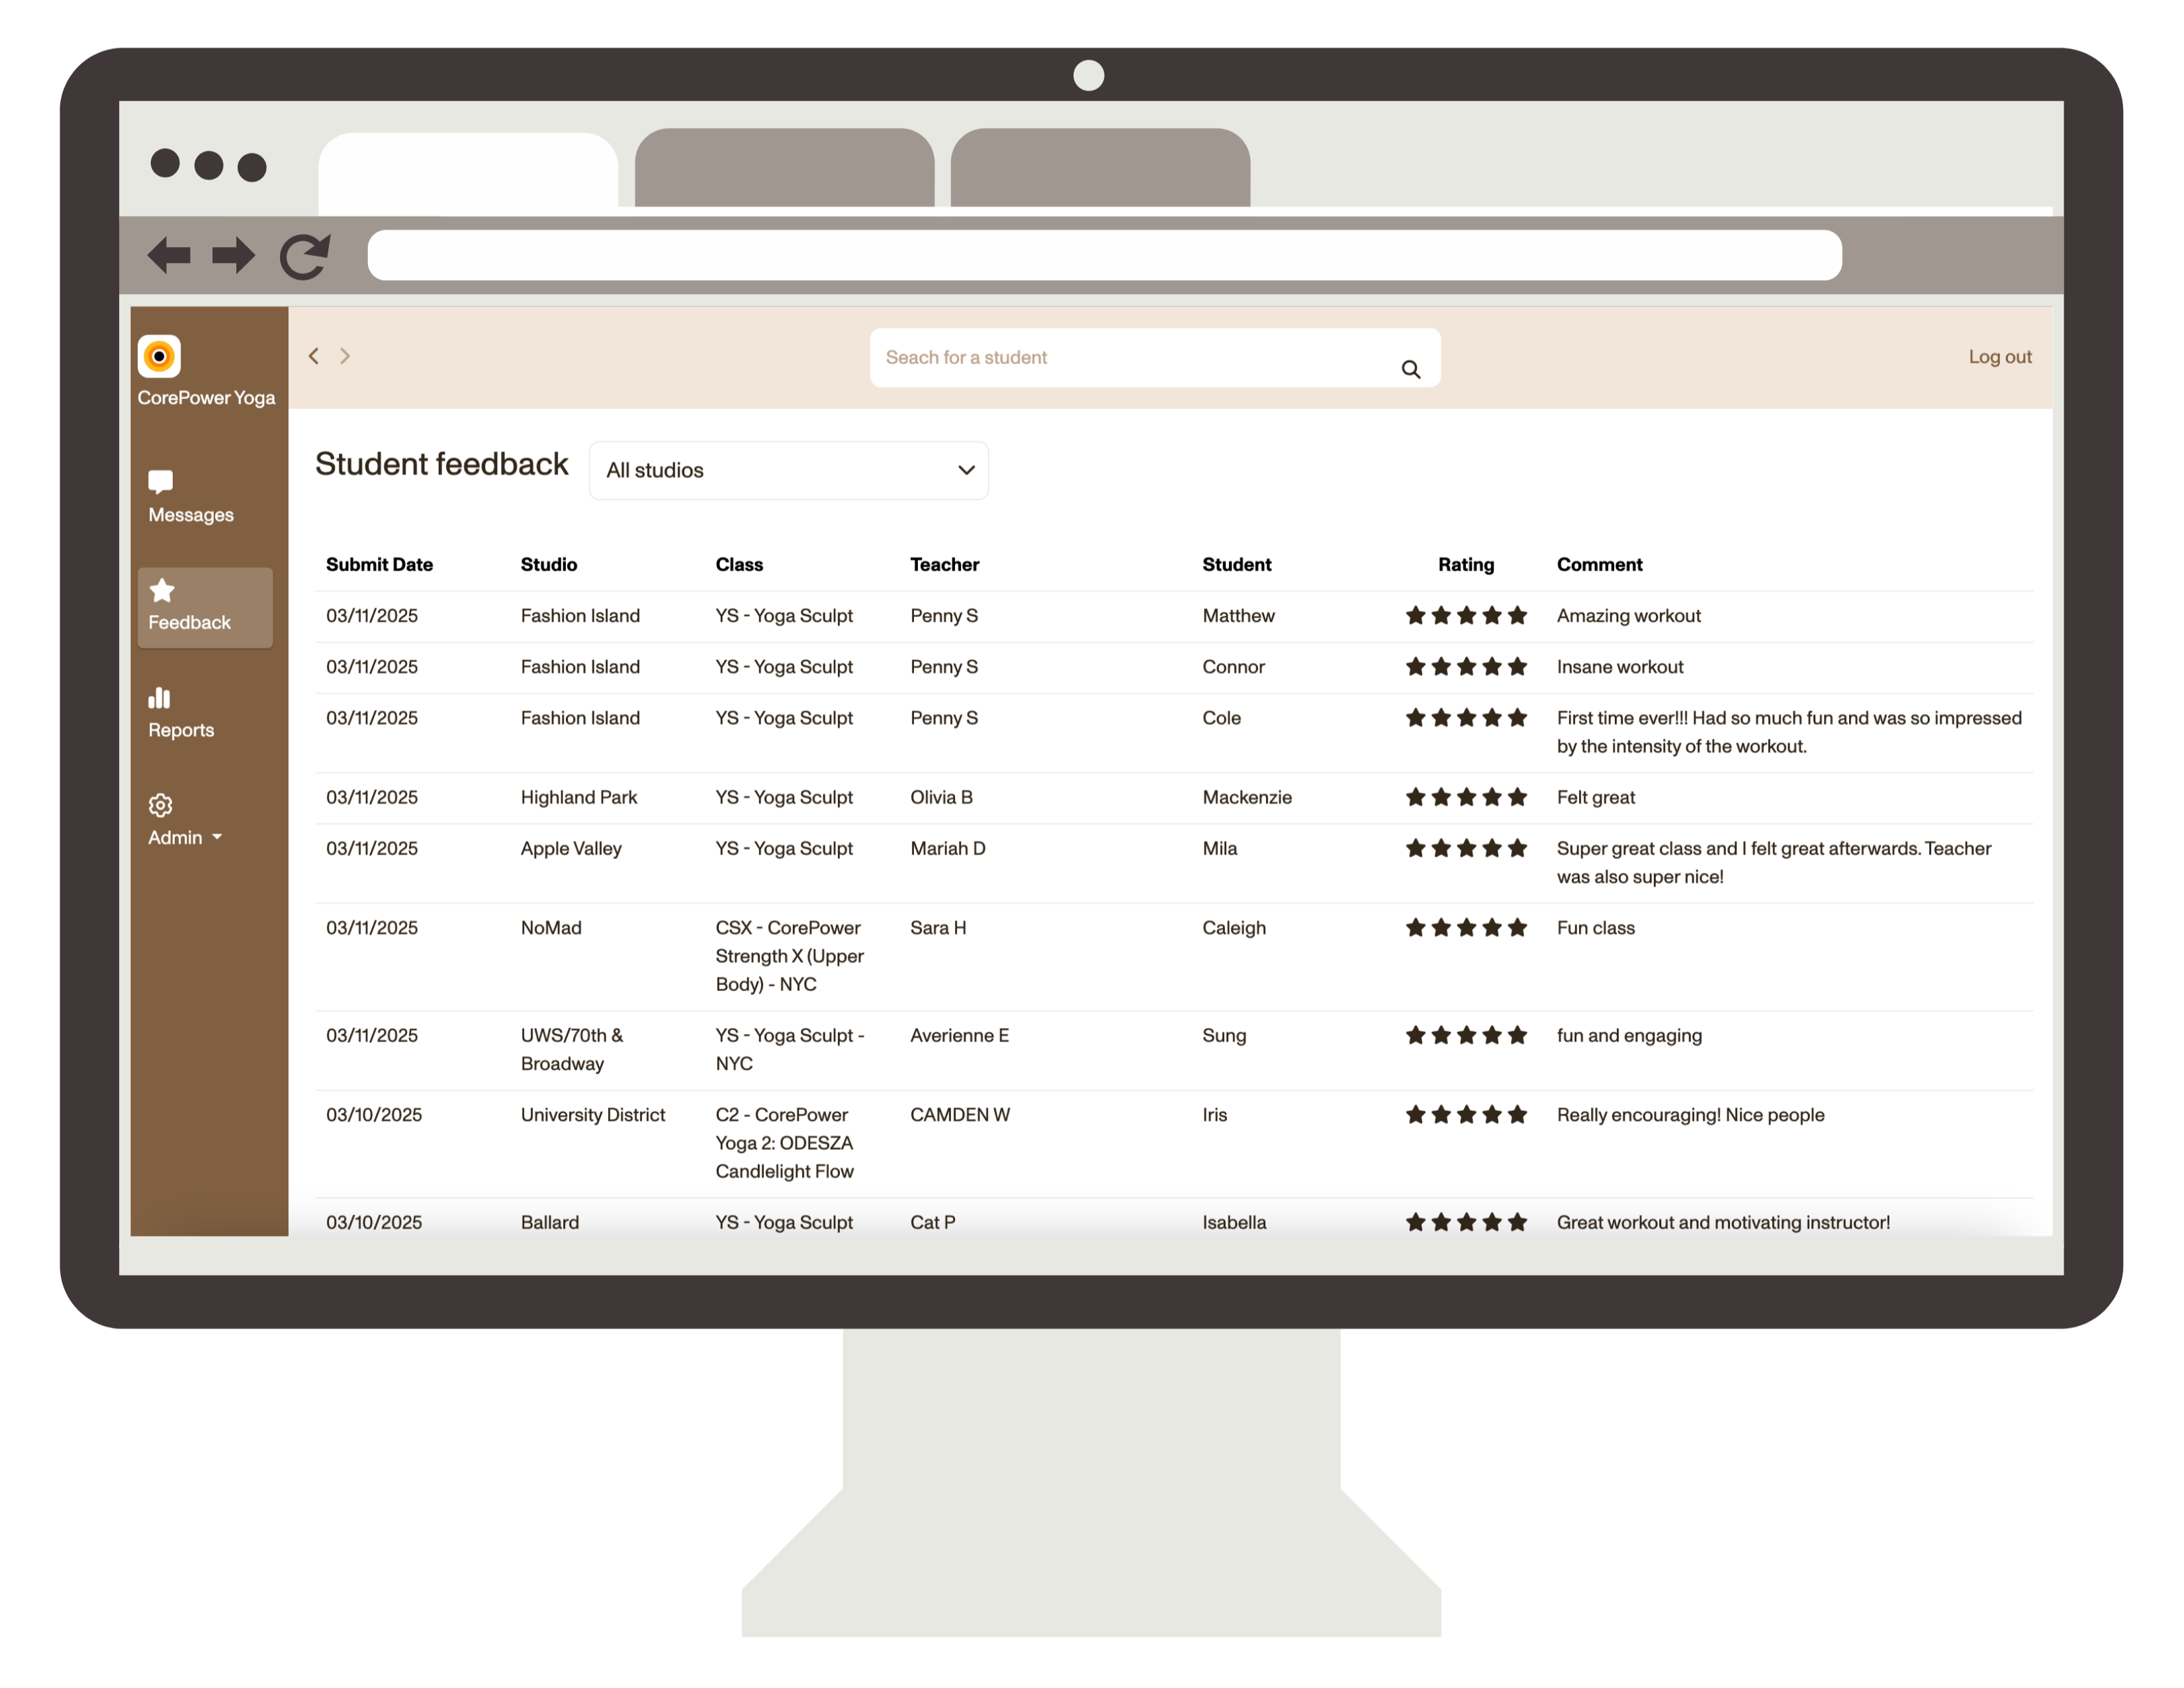 CorePower Yoga
Seach for a student
Log out
Messages
Feedback
Reports
Admin
Student feedback
All studios
Submit Date Studio Class Teacher Student Rating Comment
03/11/2025 Fashion Island YS - Yoga Sculpt Penny S Matthew Amazing workout
03/11/2025 Fashion Island YS - Yoga Sculpt Penny S Connor Insane workout
03/11/2025 Fashion Island YS - Yoga Sculpt Penny S Cole First time ever!!! Had so much fun and was so impressed
by the intensity of the workout.
03/11/2025 Highland Park YS - Yoga Sculpt Olivia B Mackenzie Felt great
03/11/2025 Apple Valley YS - Yoga Sculpt Mariah D Mila Super great class and I felt great afterwards. Teacher
was also super nice!
03/11/2025 NoMad CSX - CorePower Sara H Caleigh Fun class
Strength X (Upper
Body) - NYC
03/11/2025 UWS/70th & YS - Yoga Sculpt - Averienne E Sung fun and engaging
Broadway NYC
03/10/2025 University District C2 - CorePower CAMDEN W Iris Really encouraging! Nice people
Yoga 2: ODESZA
Candlelight Flow
03/10/2025 Ballard YS - Yoga Sculpt Cat P Isabella Great workout and motivating instructor!